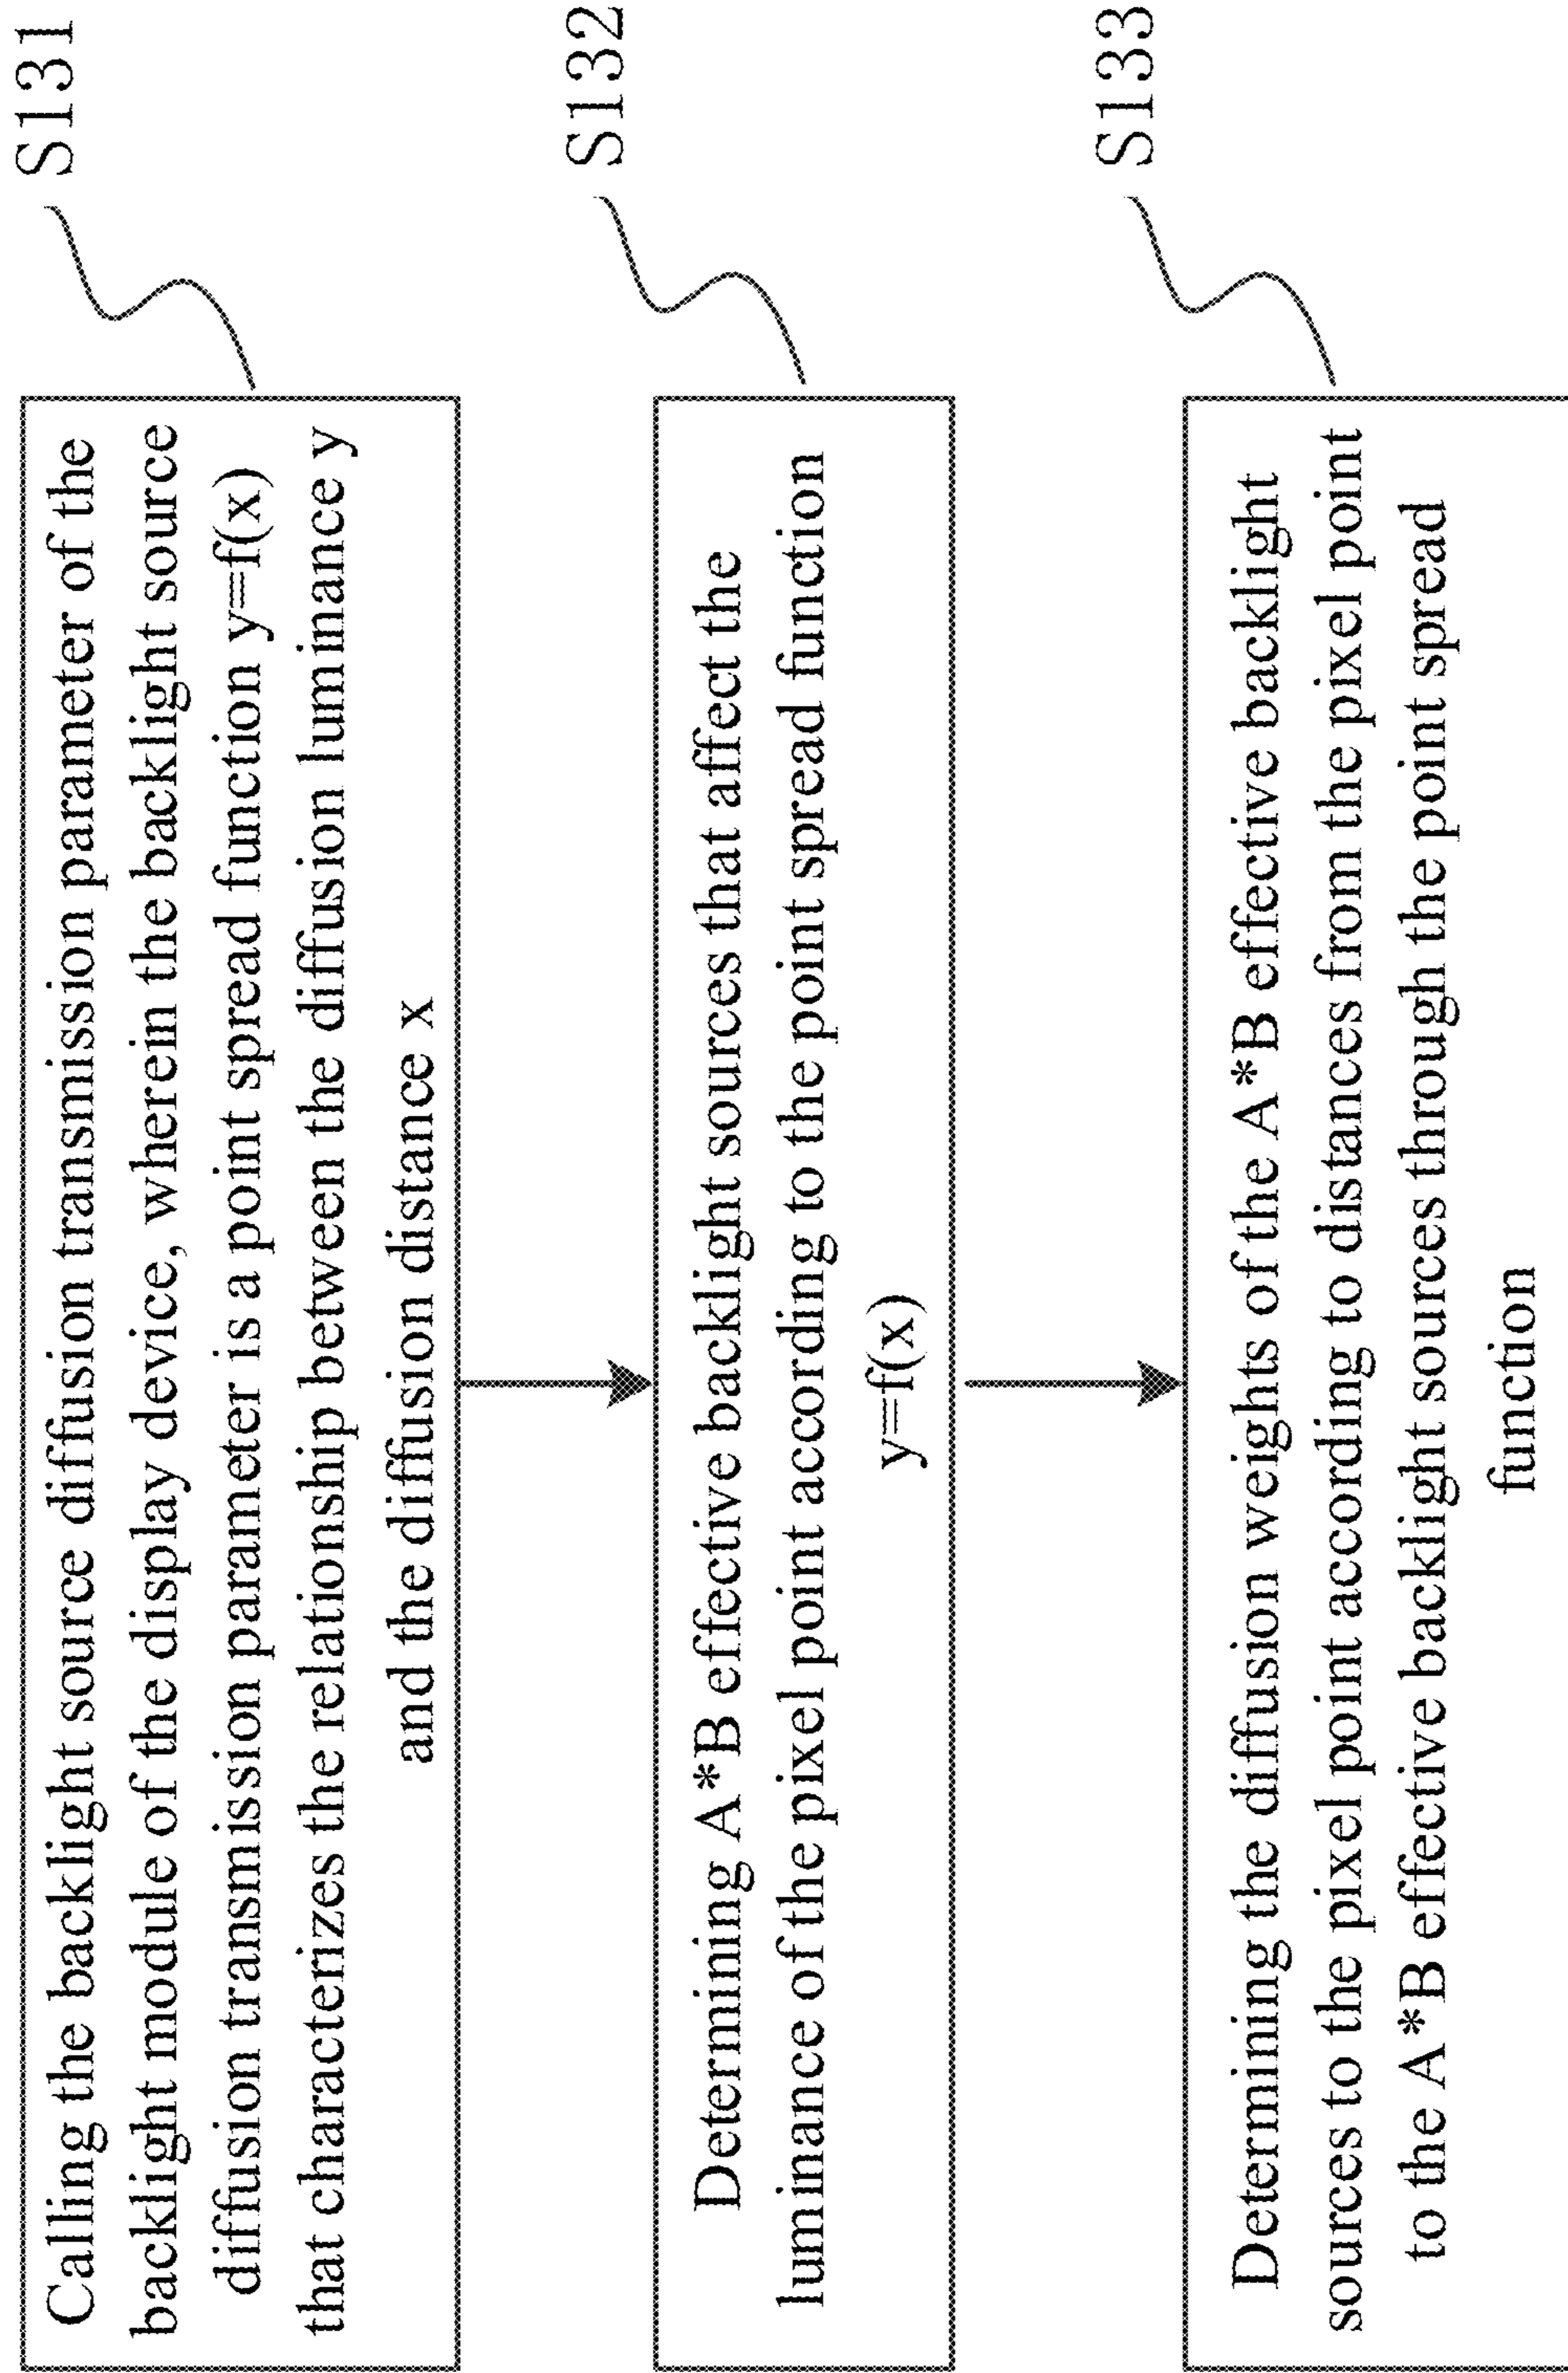 Calling the backlight source diffusion transmission parameter of the
backlight module of the display device, wherein the backlight source
diffusion transmission parameter is a point spread function y=f(x)
that characterizes the relationship between the diffusion luminance y
and the diffusion distance x
S131
Determining A*B effective backlight sources that affect the
luminance of the pixel point according to the point spread function
y=f(x)
S132
Determining the diffusion weights of the A*B effective backlight
sources to the pixel point according to distances from the pixel point
to the A*B effective backlight sources through the point spread
function
S133